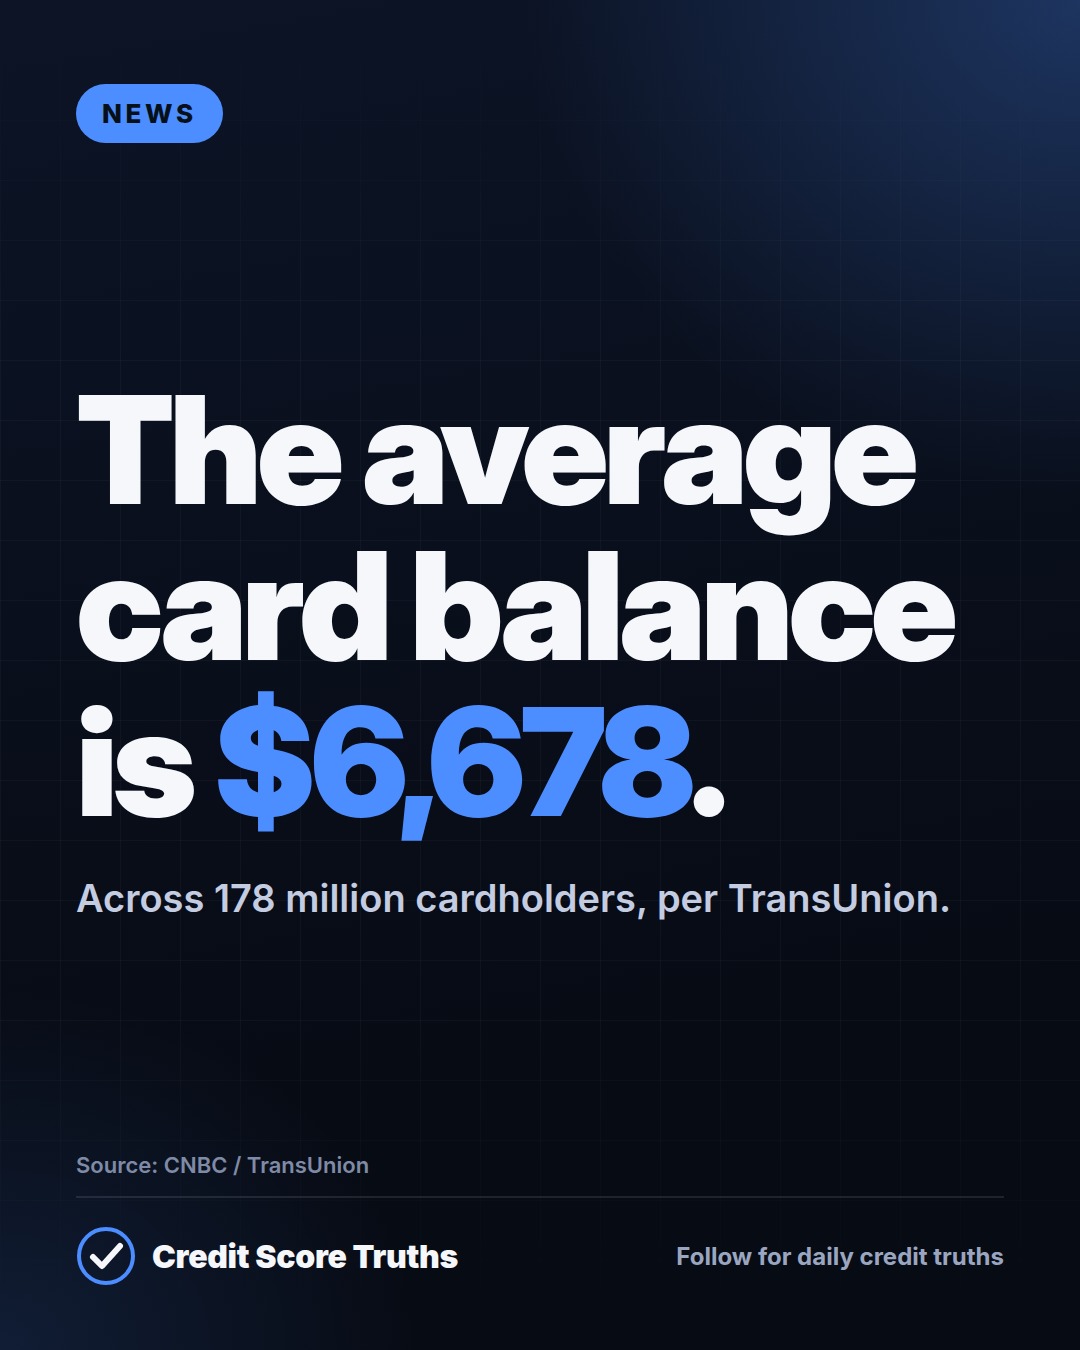 NEWS
The average
card balance
is $6,678.
Across 178 million cardholders, per TransUnion.
Source: CNBC / TransUnion
Credit Score Truths
Follow for daily credit truths